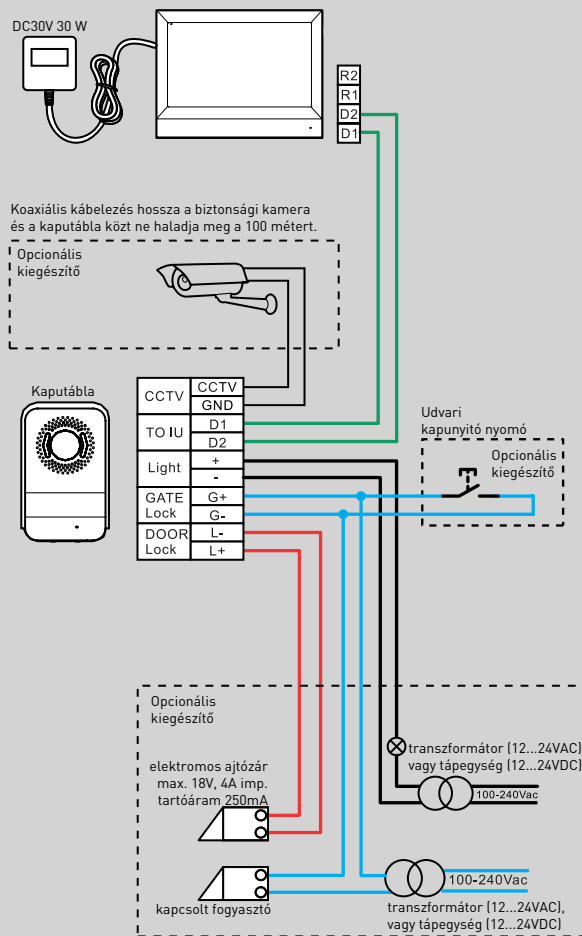 DC30V 30 W
R2
R1
D2
D1
Koaxiális kábelezés hossza a biztonsági kamera
és a kaputábla közt ne haladja meg a 100 métert.
Opcionális
kiegészítő
Kaputábla
CCTV
CCTV
GND
TO IU
D1
D2
Light
+
-
GATE
Lock
G+
G-
DOOR
Lock
L-
L+
Udvari
kapunyitó nyomó
Opcionális
kiegészítő
Opcionális
kiegészítő
elektromos ajtózár
max. 18V, 4A imp.
tartóáram 250mA
transzformátor (12...24VAC)
vagy tápegység (12...24VDC)
100-240Vac
kapcsolt fogyasztó
100-240Vac
transzformátor (12...24VAC),
vagy tápegység (12...24VDC)